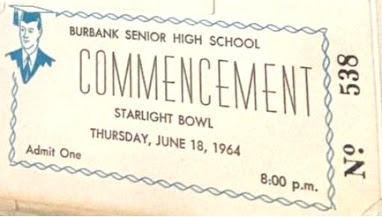 BURBANK SENIOR HIGH SCHOOL
COMMENCEMENT
STARLIGHT BOWL
THURSDAY, JUNE 18, 1964
Admit One
8:00 p.m.
Nº 538